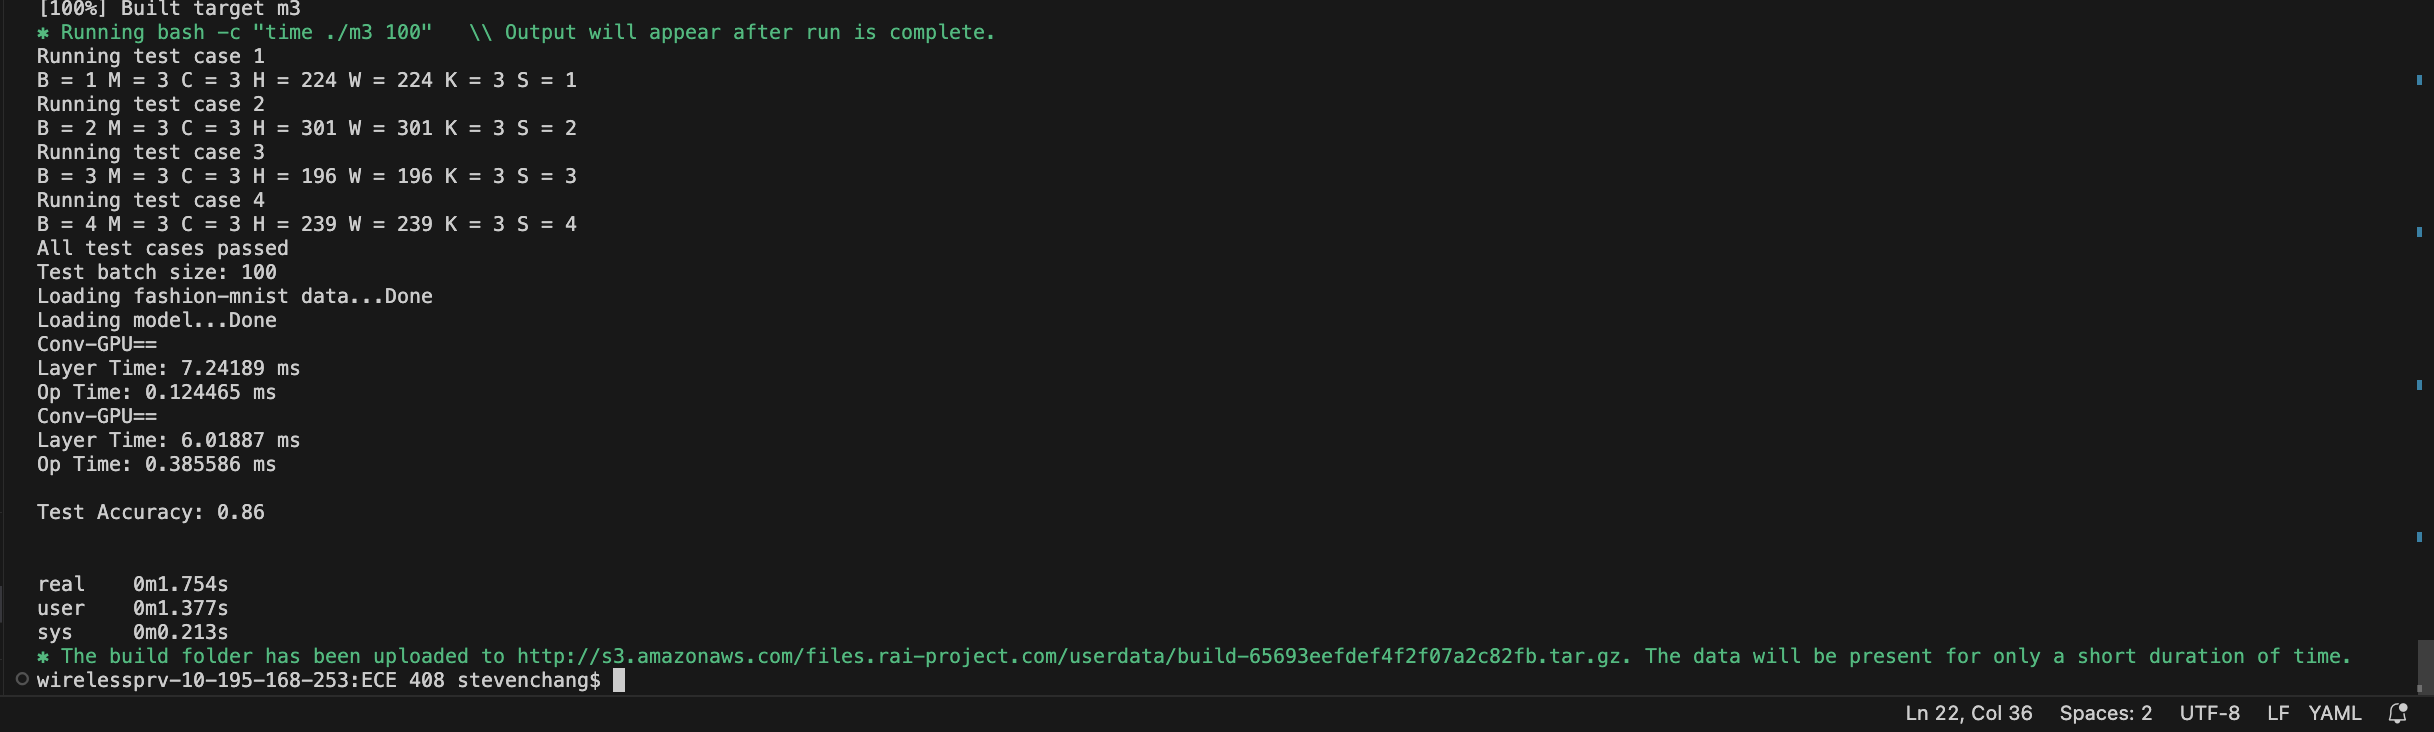 [100%] Built target m3
✱ Running bash -c "time ./m3 100"   \\ Output will appear after run is complete.
Running test case 1
B = 1 M = 3 C = 3 H = 224 W = 224 K = 3 S = 1
Running test case 2
B = 2 M = 3 C = 3 H = 301 W = 301 K = 3 S = 2
Running test case 3
B = 3 M = 3 C = 3 H = 196 W = 196 K = 3 S = 3
Running test case 4
B = 4 M = 3 C = 3 H = 239 W = 239 K = 3 S = 4
All test cases passed
Test batch size: 100
Loading fashion-mnist data...Done
Loading model...Done
Conv-GPU==
Layer Time: 7.24189 ms
Op Time: 0.124465 ms
Conv-GPU==
Layer Time: 6.01887 ms
Op Time: 0.385586 ms
Test Accuracy: 0.86
real    0m1.754s
user    0m1.377s
sys     0m0.213s
✱ The build folder has been uploaded to http://s3.amazonaws.com/files.rai-project.com/userdata/build-65693eefdef4f2f07a2c82fb.tar.gz. The data will be present for only a short duration of time.
wirelessprv-10-195-168-253:ECE 408 stevenchang$
Ln 22, Col 36   Spaces: 2   UTF-8   LF   YAML